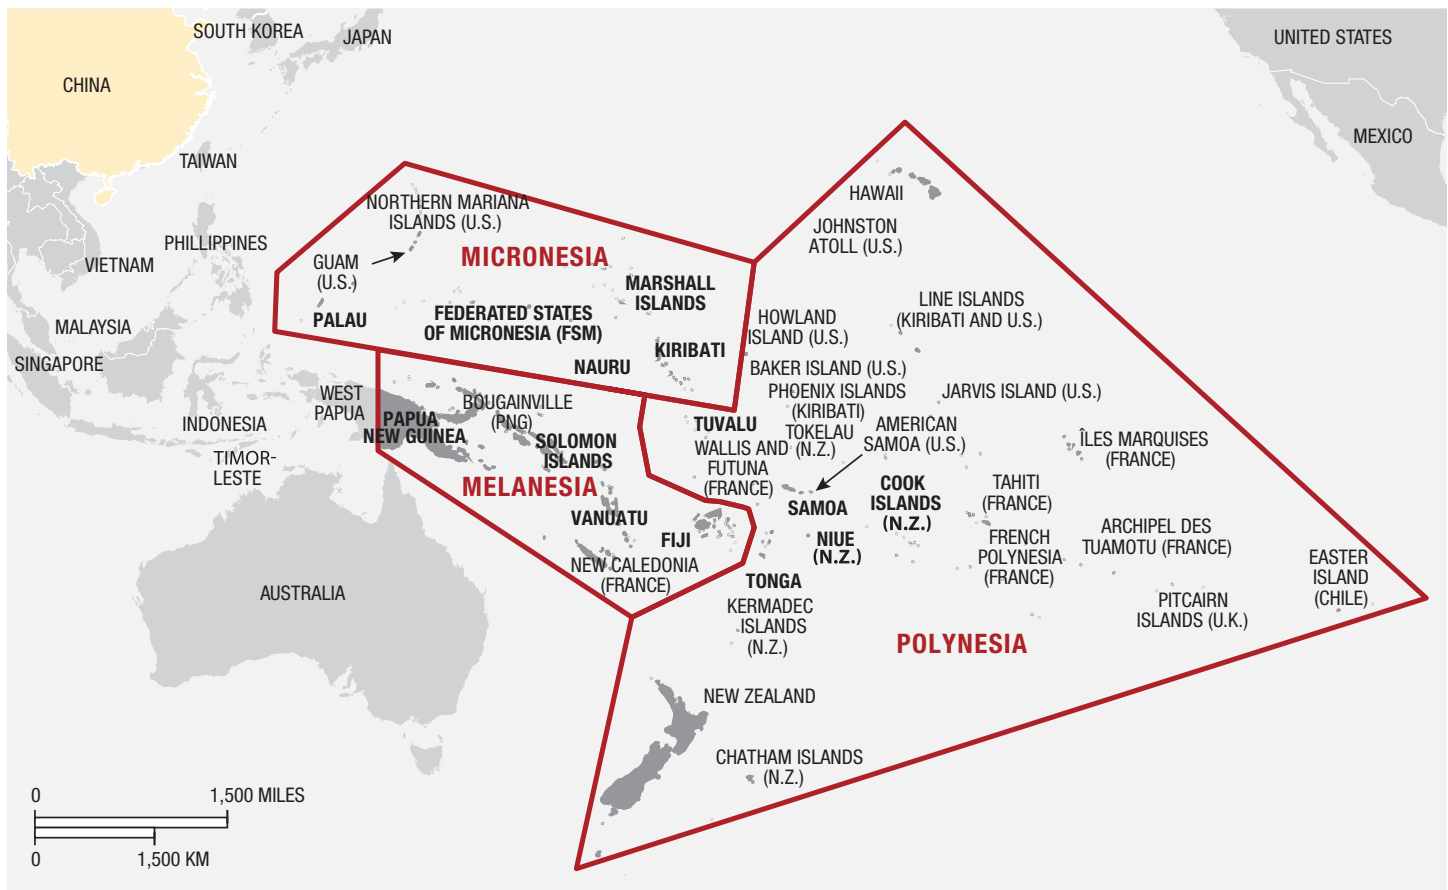 SOUTH KOREA
JAPAN
UNITED STATES
CHINA
MEXICO
TAIWAN
HAWAII
NORTHERN MARIANA
ISLANDS (U.S.)
JOHNSTON
ATOLL (U.S.)
PHILLIPPINES
MICRONESIA
VIETNAM
GUAM
(U.S.)
MARSHALL
ISLANDS
LINE ISLANDS
(KIRIBATI AND U.S.)
PALAU
FEDERATED STATES
OF MICRONESIA (FSM)
HOWLAND
ISLAND (U.S.)
MALAYSIA
KIRIBATI
SINGAPORE
NAURU
BAKER ISLAND (U.S.)
PHOENIX ISLANDS
(KIRIBATI)
JARVIS ISLAND (U.S.)
WEST
PAPUA
BOUGAINVILLE
(PNG)
INDONESIA
PAPUA
NEW GUINEA
TUVALU
TOKELAU
(N.Z.)
AMERICAN
SAMOA (U.S.)
SOLOMON
ISLANDS
WALLIS AND
FUTUNA
(FRANCE)
ÎLES MARQUISES
(FRANCE)
TIMOR-
LESTE
MELANESIA
COOK
ISLANDS
(N.Z.)
TAHITI
(FRANCE)
SAMOA
VANUATU
FIJI
NIUE
(N.Z.)
FRENCH
POLYNESIA
(FRANCE)
ARCHIPEL DES
TUAMOTU (FRANCE)
EASTER
ISLAND
(CHILE)
NEW CALEDONIA
(FRANCE)
TONGA
AUSTRALIA
KERMADEC
ISLANDS
(N.Z.)
PITCAIRN
ISLANDS (U.K.)
POLYNESIA
NEW ZEALAND
CHATHAM ISLANDS
(N.Z.)
0 1,500 MILES
0 1,500 KM